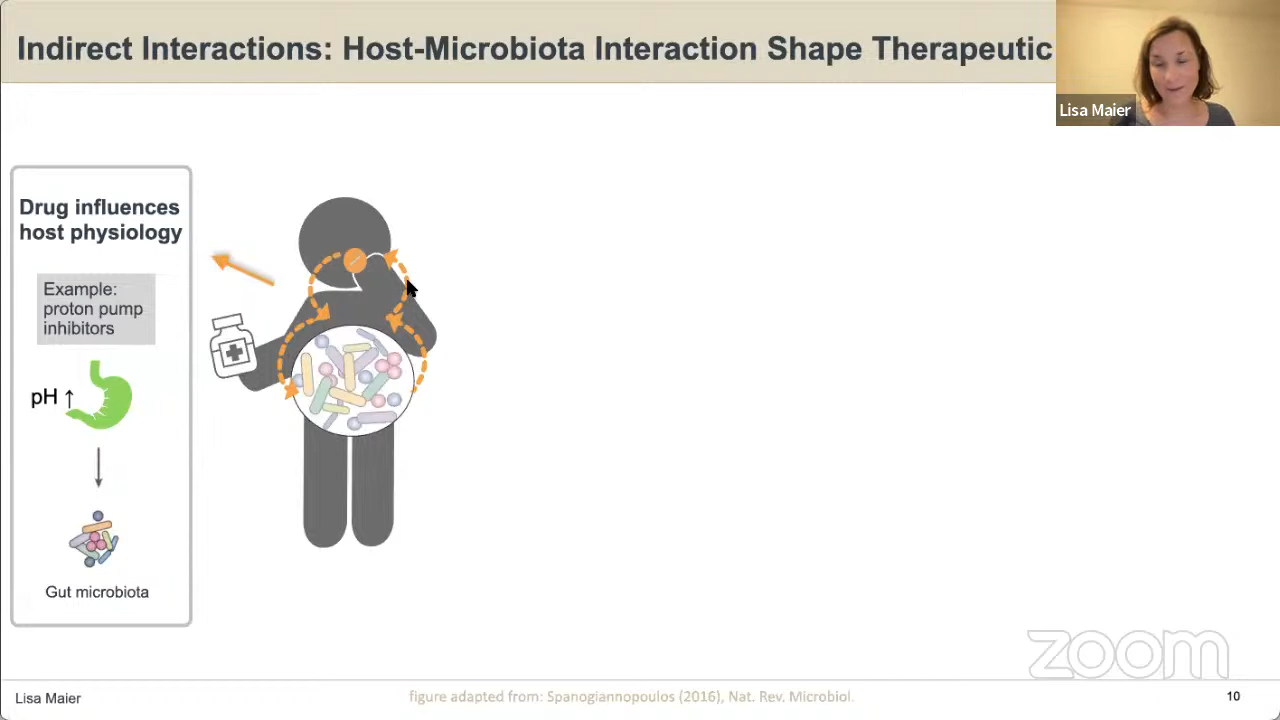 Indirect Interactions: Host-Microbiota Interaction Shape Therapeutic
Lisa Maier
Drug influences
host physiology
Example:
proton pump
inhibitors
pH ↑
Gut microbiota
zoom
Lisa Maier
figure adapted from: Spanogiannopoulos (2016), Nat. Rev. Microbiol.
10